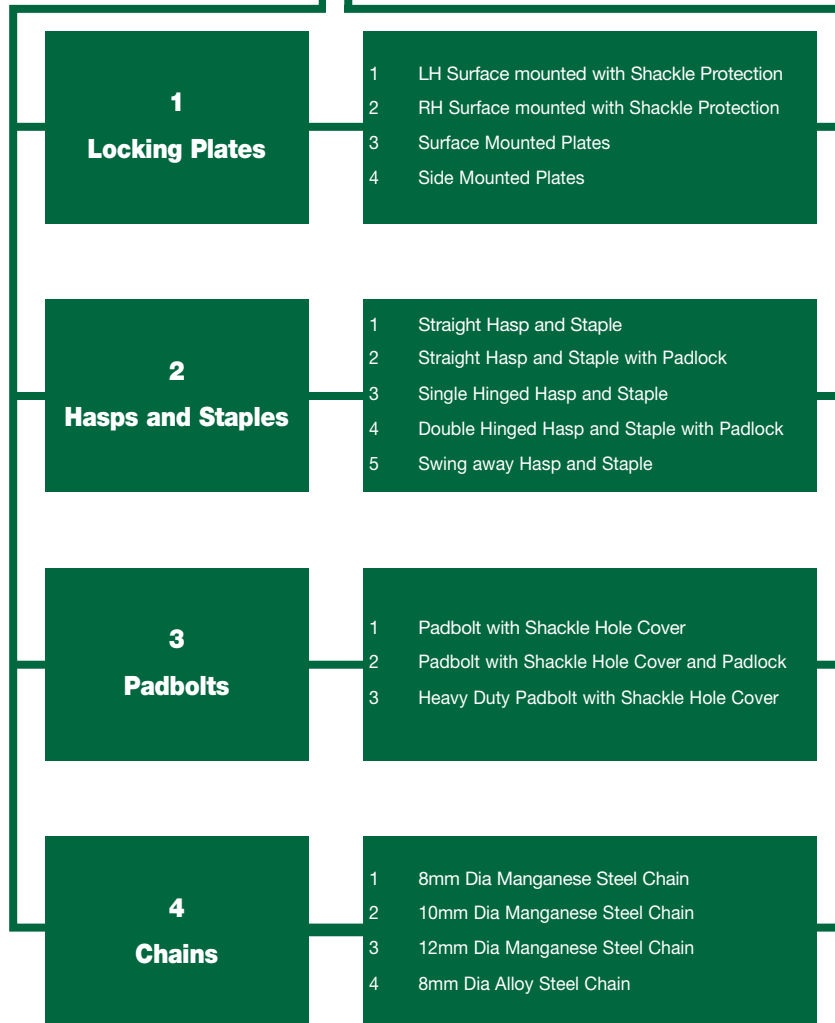 1
Locking Plates
1 LH Surface mounted with Shackle Protection
2 RH Surface mounted with Shackle Protection
3 Surface Mounted Plates
4 Side Mounted Plates
2
Hasps and Staples
1 Straight Hasp and Staple
2 Straight Hasp and Staple with Padlock
3 Single Hinged Hasp and Staple
4 Double Hinged Hasp and Staple with Padlock
5 Swing away Hasp and Staple
3
Padbolts
1 Padbolt with Shackle Hole Cover
2 Padbolt with Shackle Hole Cover and Padlock
3 Heavy Duty Padbolt with Shackle Hole Cover
4
Chains
1 8mm Dia Manganese Steel Chain
2 10mm Dia Manganese Steel Chain
3 12mm Dia Manganese Steel Chain
4 8mm Dia Alloy Steel Chain